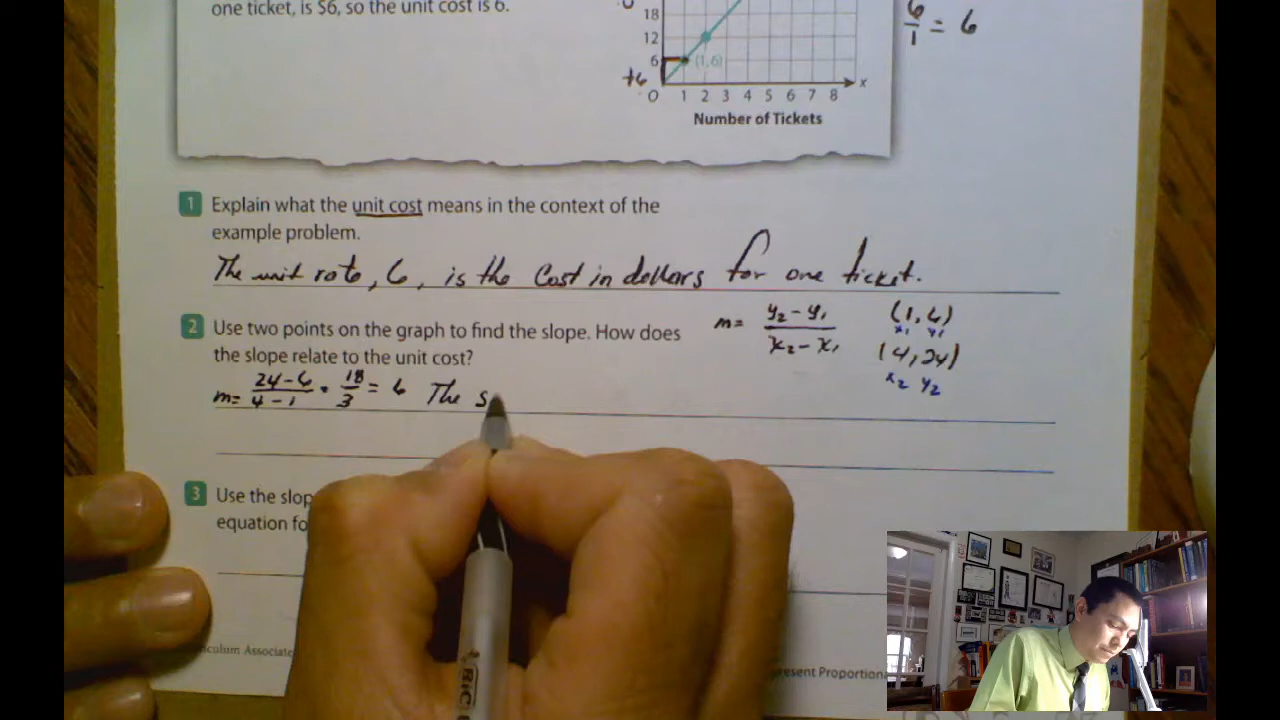 one ticket, is $6, so the unit cost is 6.
18
12
6
(1,6)
+6
O 1 2 3 4 5 6 7 8 x
Number of Tickets
6/1 = 6
1 Explain what the unit cost means in the context of the
example problem.
The unit rate, 6, is the cost in dollars for one ticket.
2 Use two points on the graph to find the slope. How does
the slope relate to the unit cost?
m= y2-y1/x2-x1
(1,6)
x1 y1
(4,24)
x2 y2
m= 24-6/4-1 = 18/3 = 6 The s
3 Use the slop
equation fo
culum Associate
present Proportion
BIC